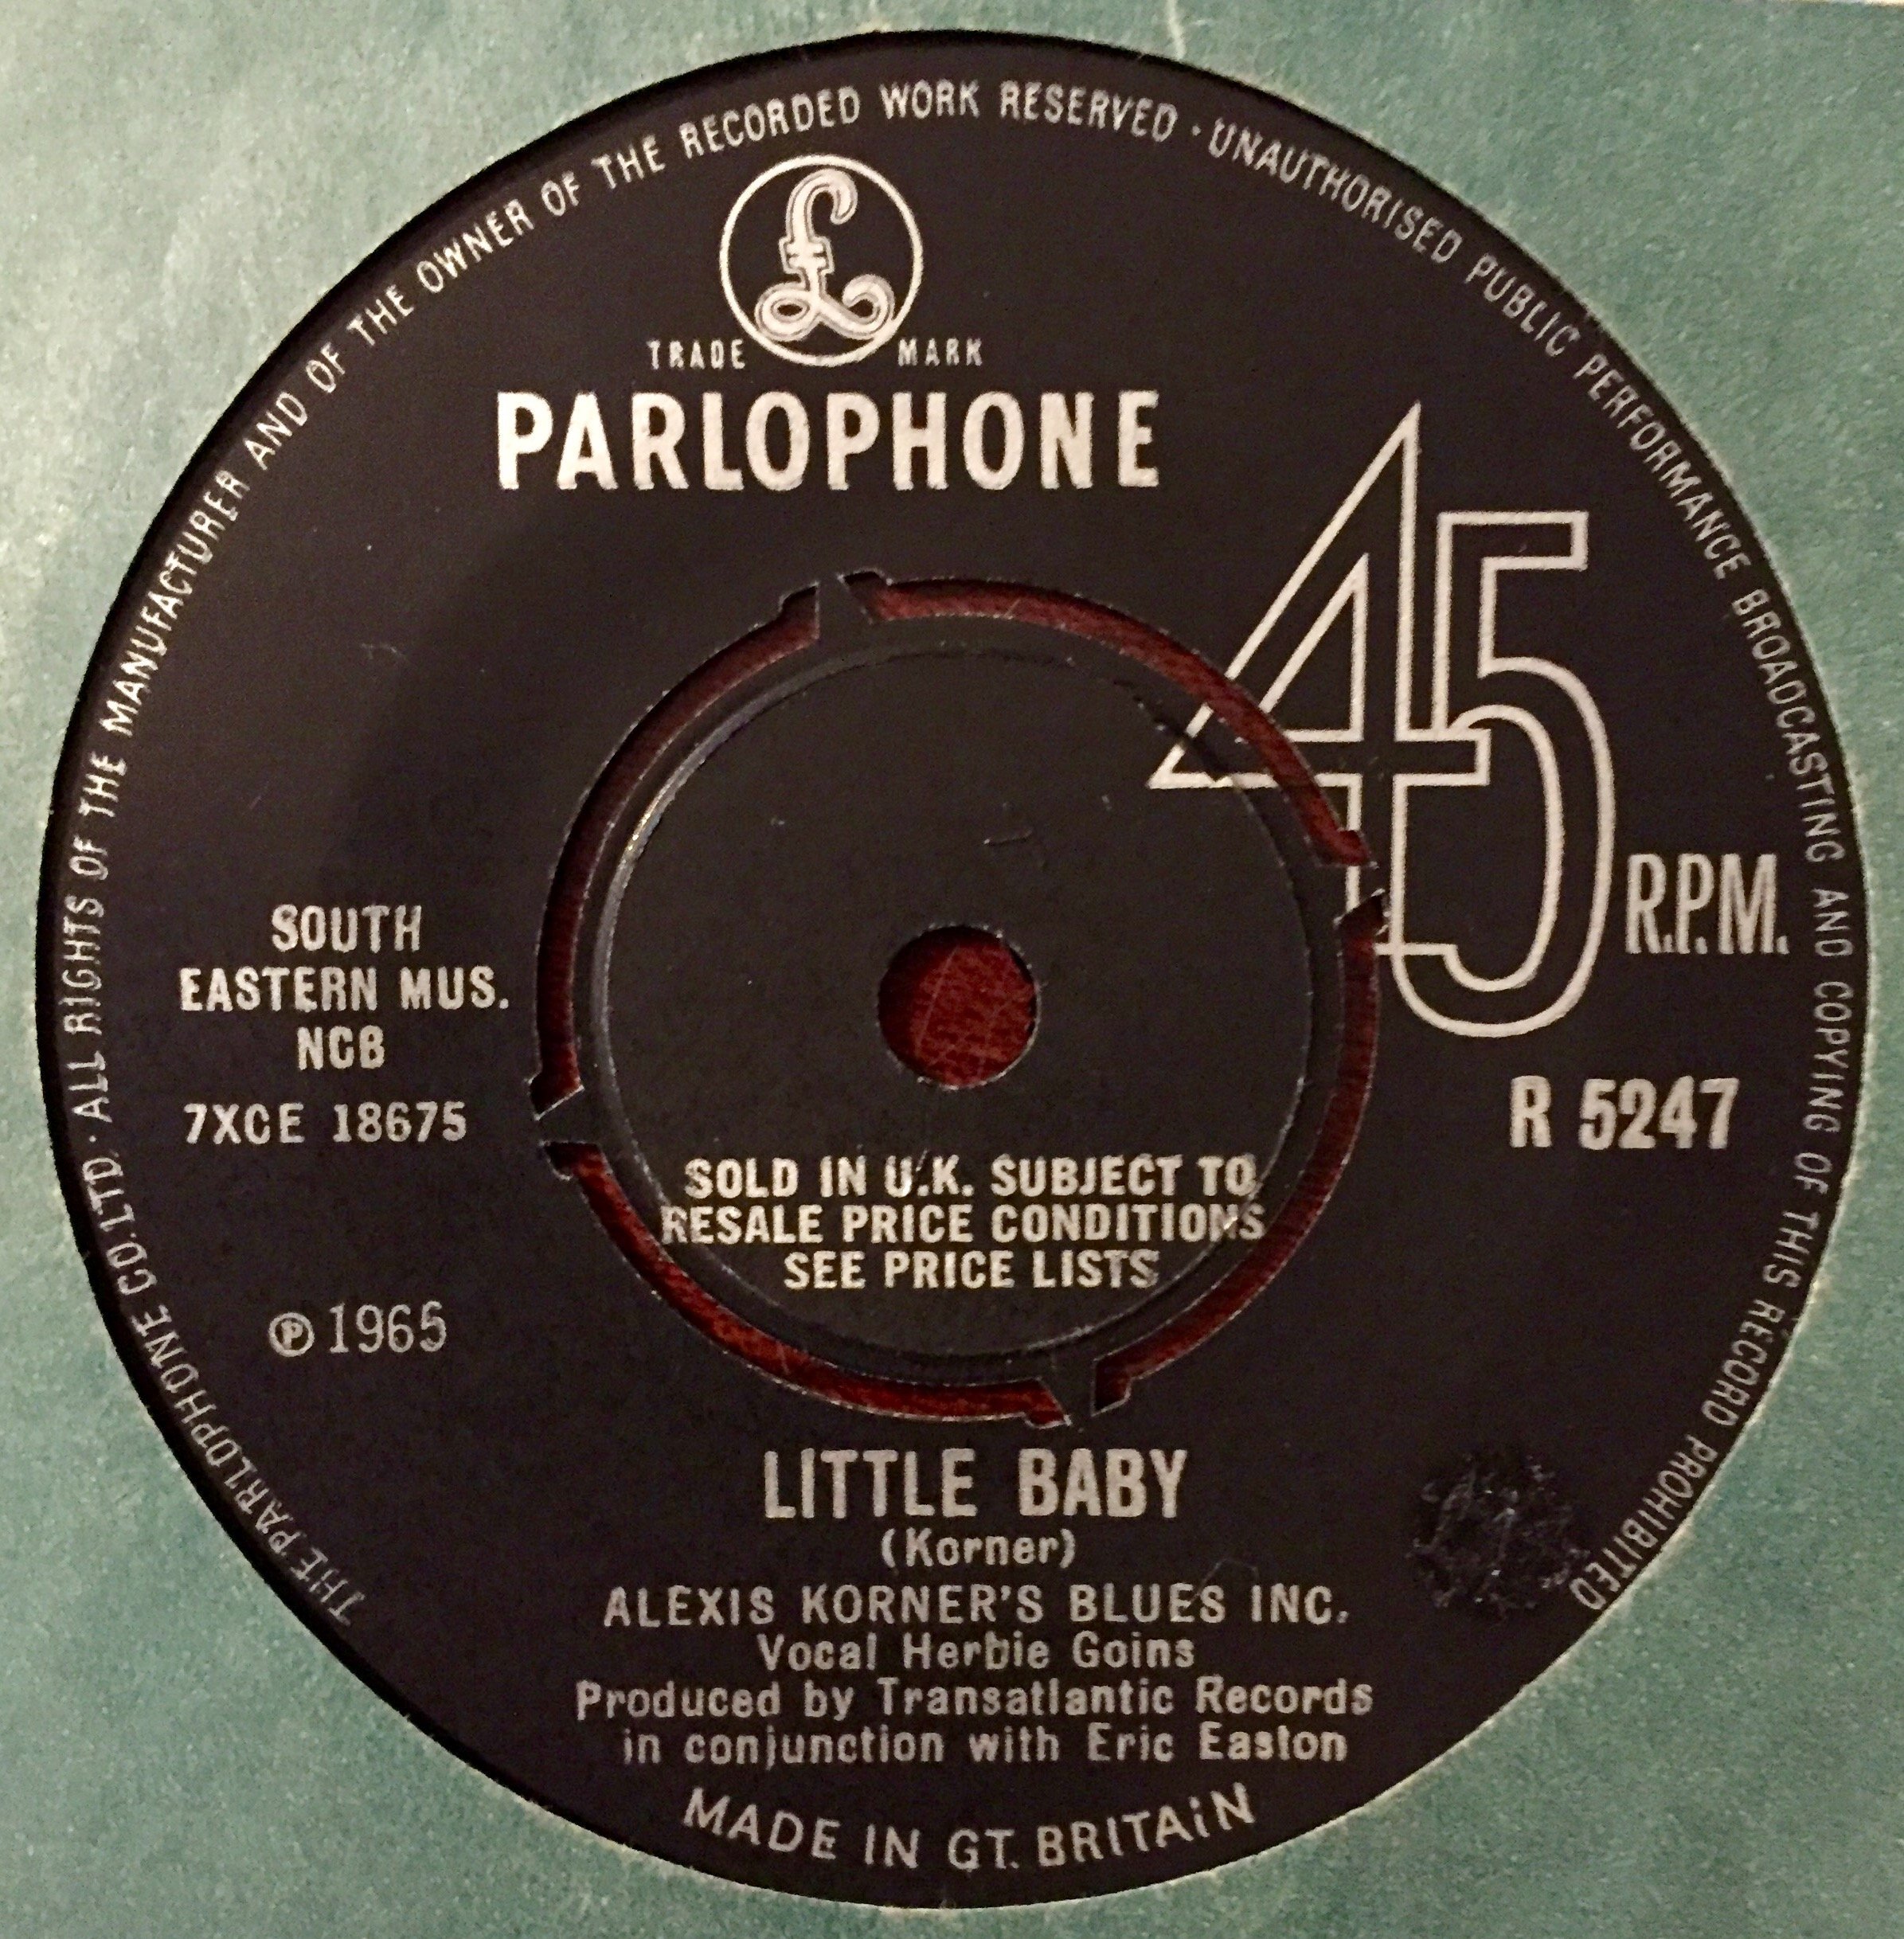 THE PARLOPHONE CO. LTD. · ALL RIGHTS OF THE MANUFACTURER AND OF THE OWNER OF THE RECORDED WORK RESERVED · UNAUTHORISED PUBLIC PERFORMANCE BROADCASTING AND COPYING OF THIS RECORD PROHIBITED
£
TRADE MARK
PARLOPHONE
45 R.P.M.
SOUTH
EASTERN MUS.
NCB
7XCE 18675
R 5247
SOLD IN U.K. SUBJECT TO
RESALE PRICE CONDITIONS
SEE PRICE LISTS
℗ 1965
LITTLE BABY
(Korner)
ALEXIS KORNER'S BLUES INC.
Vocal Herbie Goins
Produced by Transatlantic Records
in conjunction with Eric Easton
MADE IN GT. BRITAiN